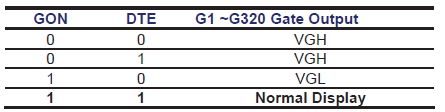 GON DTE G1 ~G320 Gate Output
0 0 VGH
0 1 VGH
1 0 VGL
1 1 Normal Display